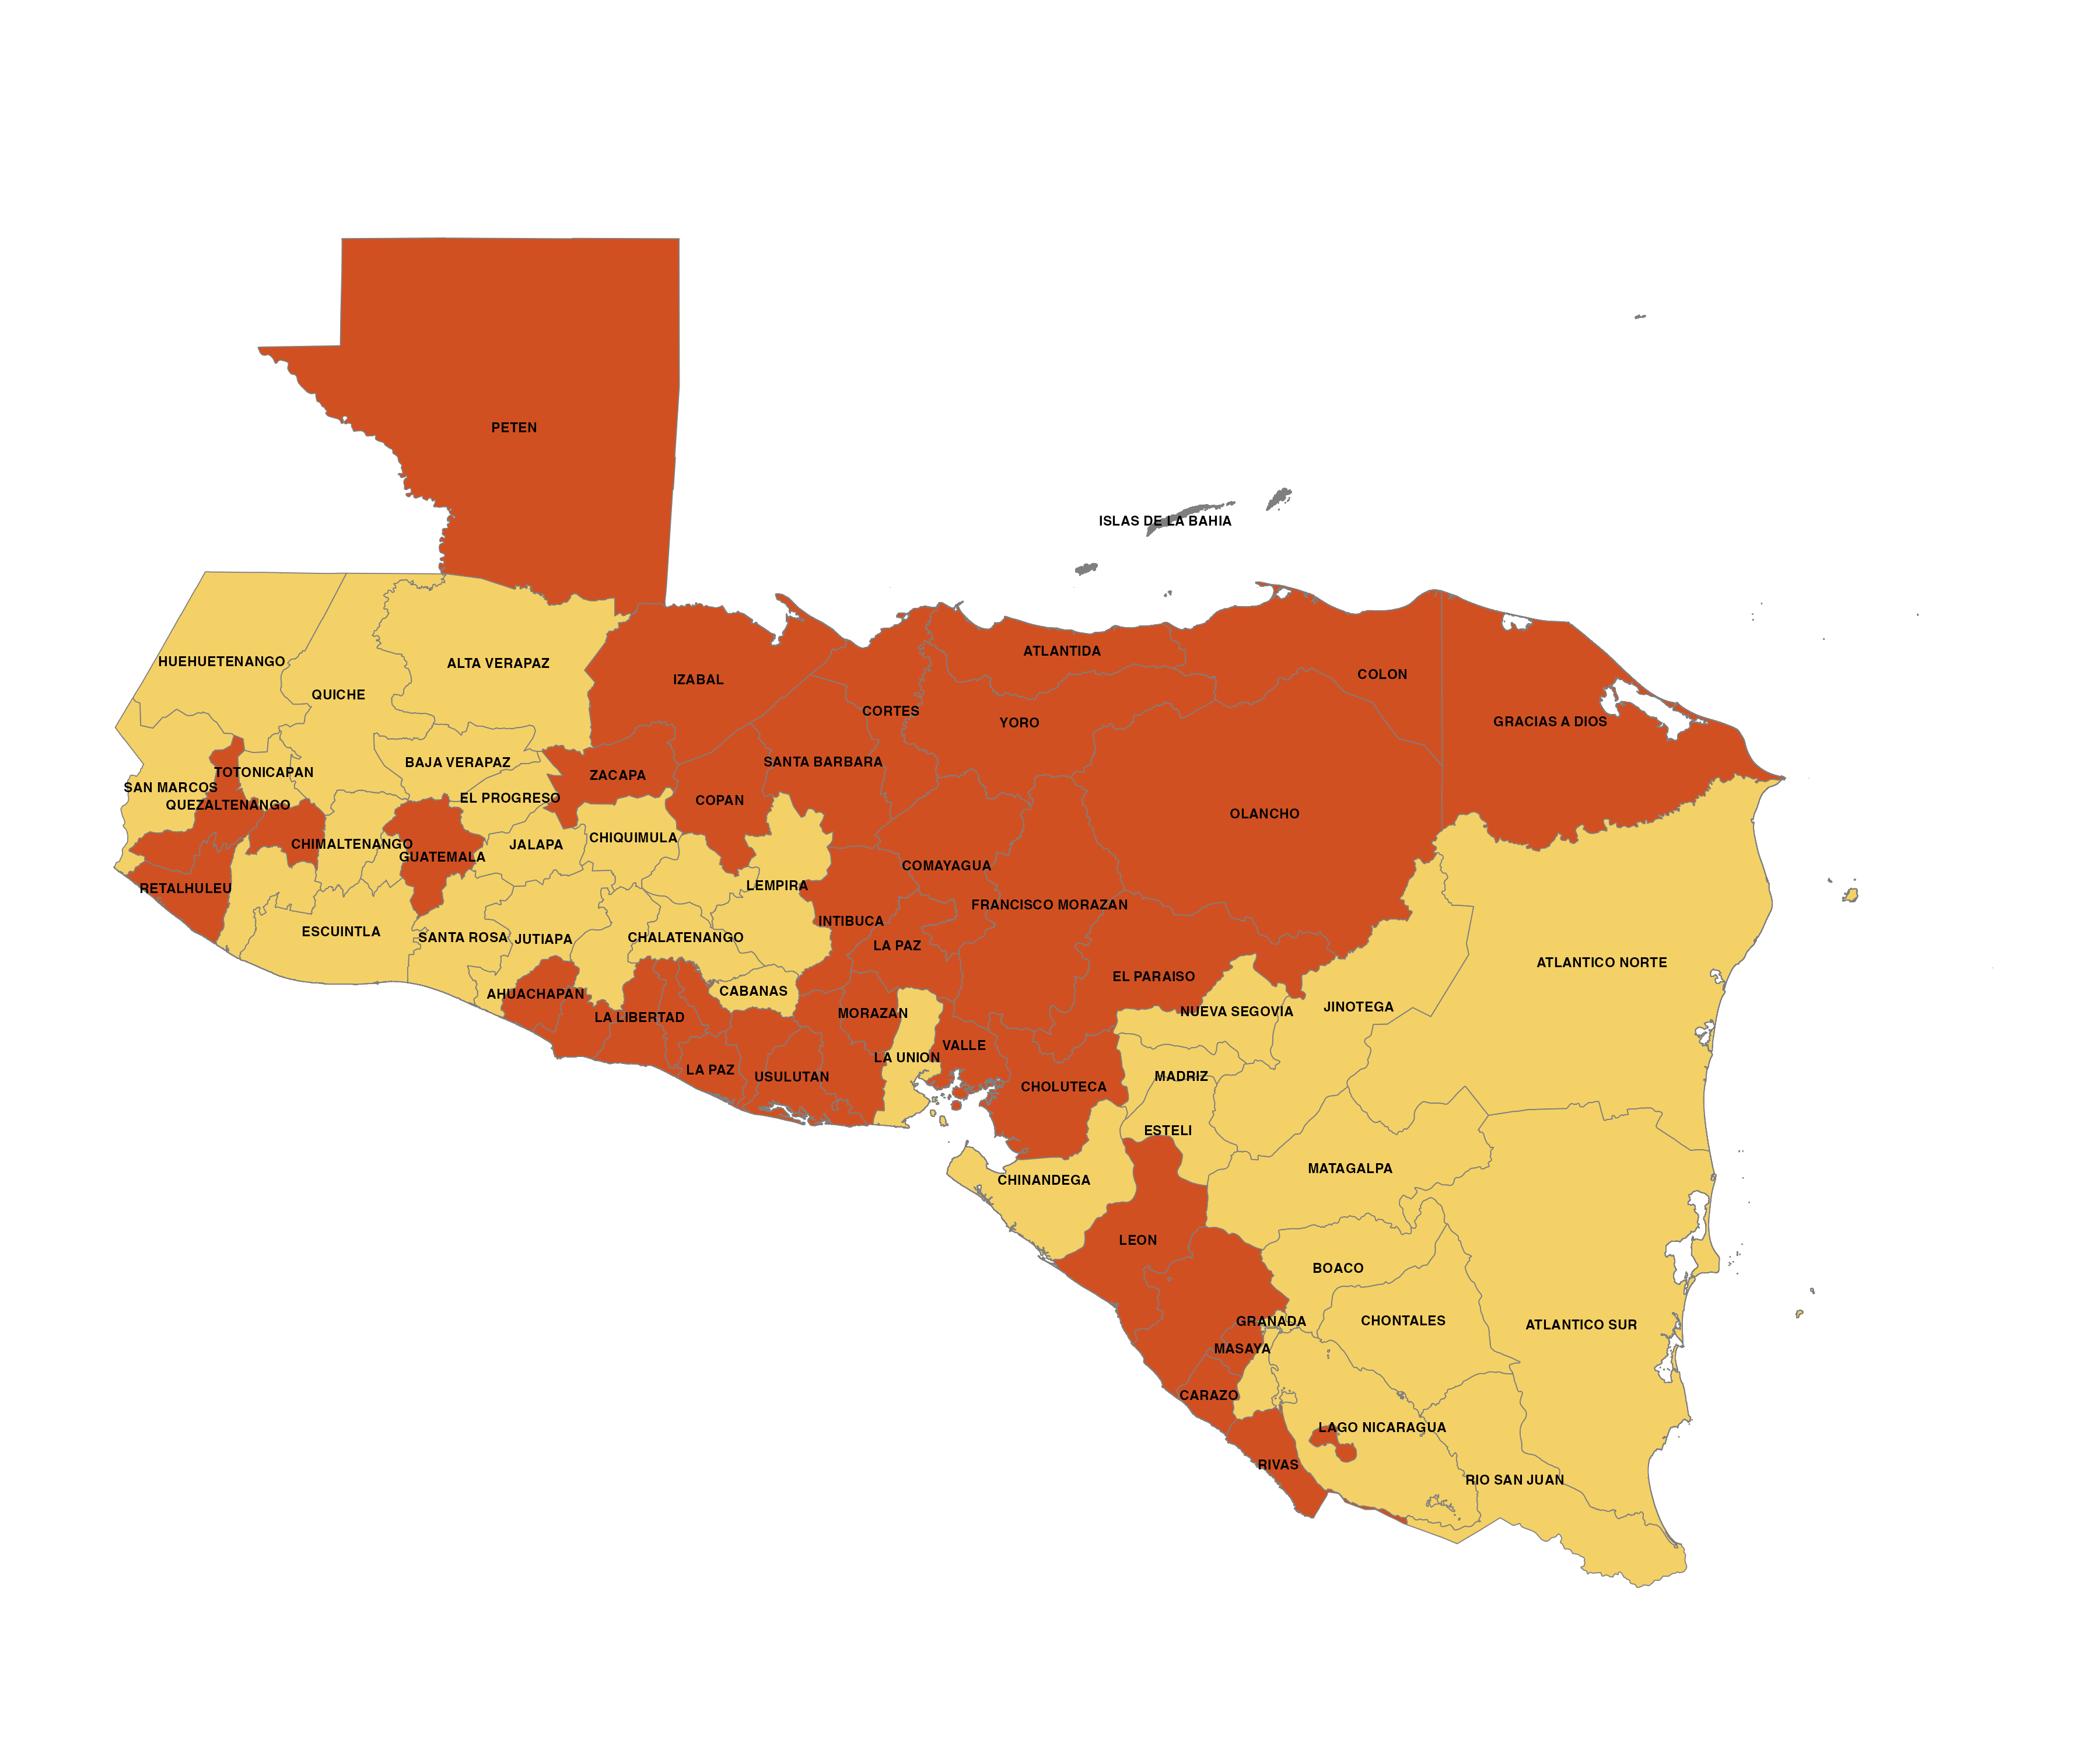 PETEN
ISLAS DE LA BAHIA
HUEHUETENANGO
QUICHE
ALTA VERAPAZ
IZABAL
ATLANTIDA
COLON
CORTES
YORO
GRACIAS A DIOS
TOTONICAPAN
BAJA VERAPAZ
ZACAPA
SANTA BARBARA
SAN MARCOS
QUEZALTENANGO
EL PROGRESO
COPAN
OLANCHO
CHIMALTENANGO
GUATEMALA
JALAPA
CHIQUIMULA
COMAYAGUA
RETALHULEU
LEMPIRA
FRANCISCO MORAZAN
INTIBUCA
ESCUINTLA
SANTA ROSA
JUTIAPA
CHALATENANGO
LA PAZ
ATLANTICO NORTE
EL PARAISO
AHUACHAPAN
CABANAS
LA LIBERTAD
MORAZAN
NUEVA SEGOVIA
JINOTEGA
LA UNION
VALLE
LA PAZ
USULUTAN
CHOLUTECA
MADRIZ
ESTELI
CHINANDEGA
MATAGALPA
LEON
BOACO
GRANADA
CHONTALES
ATLANTICO SUR
MASAYA
CARAZO
LAGO NICARAGUA
RIVAS
RIO SAN JUAN